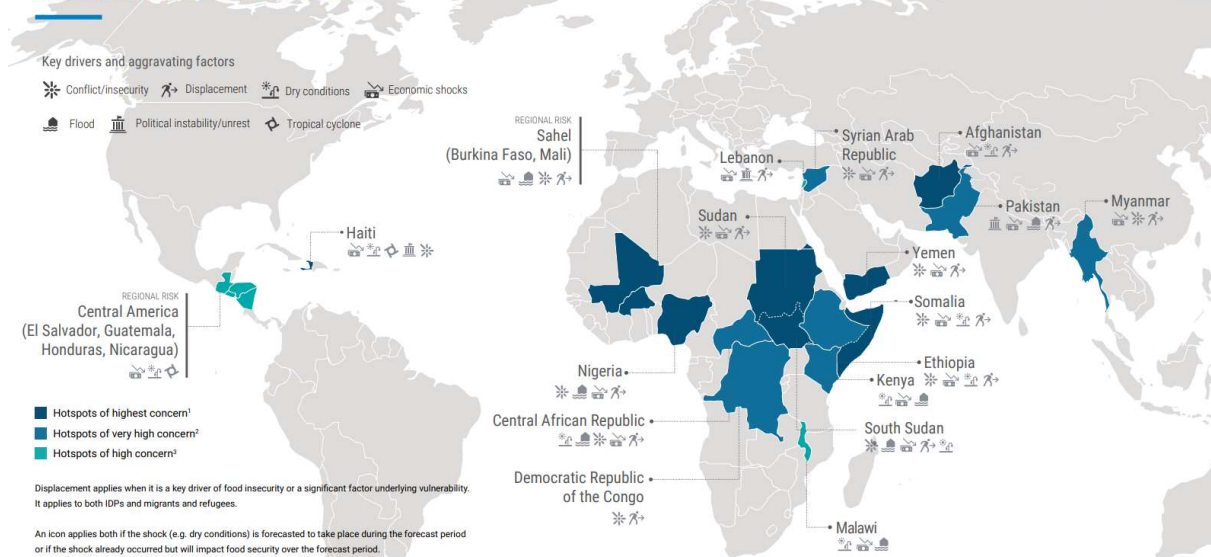 Key drivers and aggravating factors
Conflict/insecurity Displacement Dry conditions Economic shocks
Flood Political instability/unrest Tropical cyclone
REGIONAL RISK
Sahel
(Burkina Faso, Mali)
Lebanon
Syrian Arab
Republic
Afghanistan
Pakistan
Myanmar
Sudan
Haiti
Yemen
REGIONAL RISK
Central America
(El Salvador, Guatemala,
Honduras, Nicaragua)
Somalia
Nigeria
Ethiopia
Kenya
Central African Republic
South Sudan
Democratic Republic
of the Congo
Malawi
Hotspots of highest concern¹
Hotspots of very high concern²
Hotspots of high concern³
Displacement applies when it is a key driver of food insecurity or a significant factor underlying vulnerability.
It applies to both IDPs and migrants and refugees.
An icon applies both if the shock (e.g. dry conditions) is forecasted to take place during the forecast period
or if the shock already occurred but will impact food security over the forecast period.